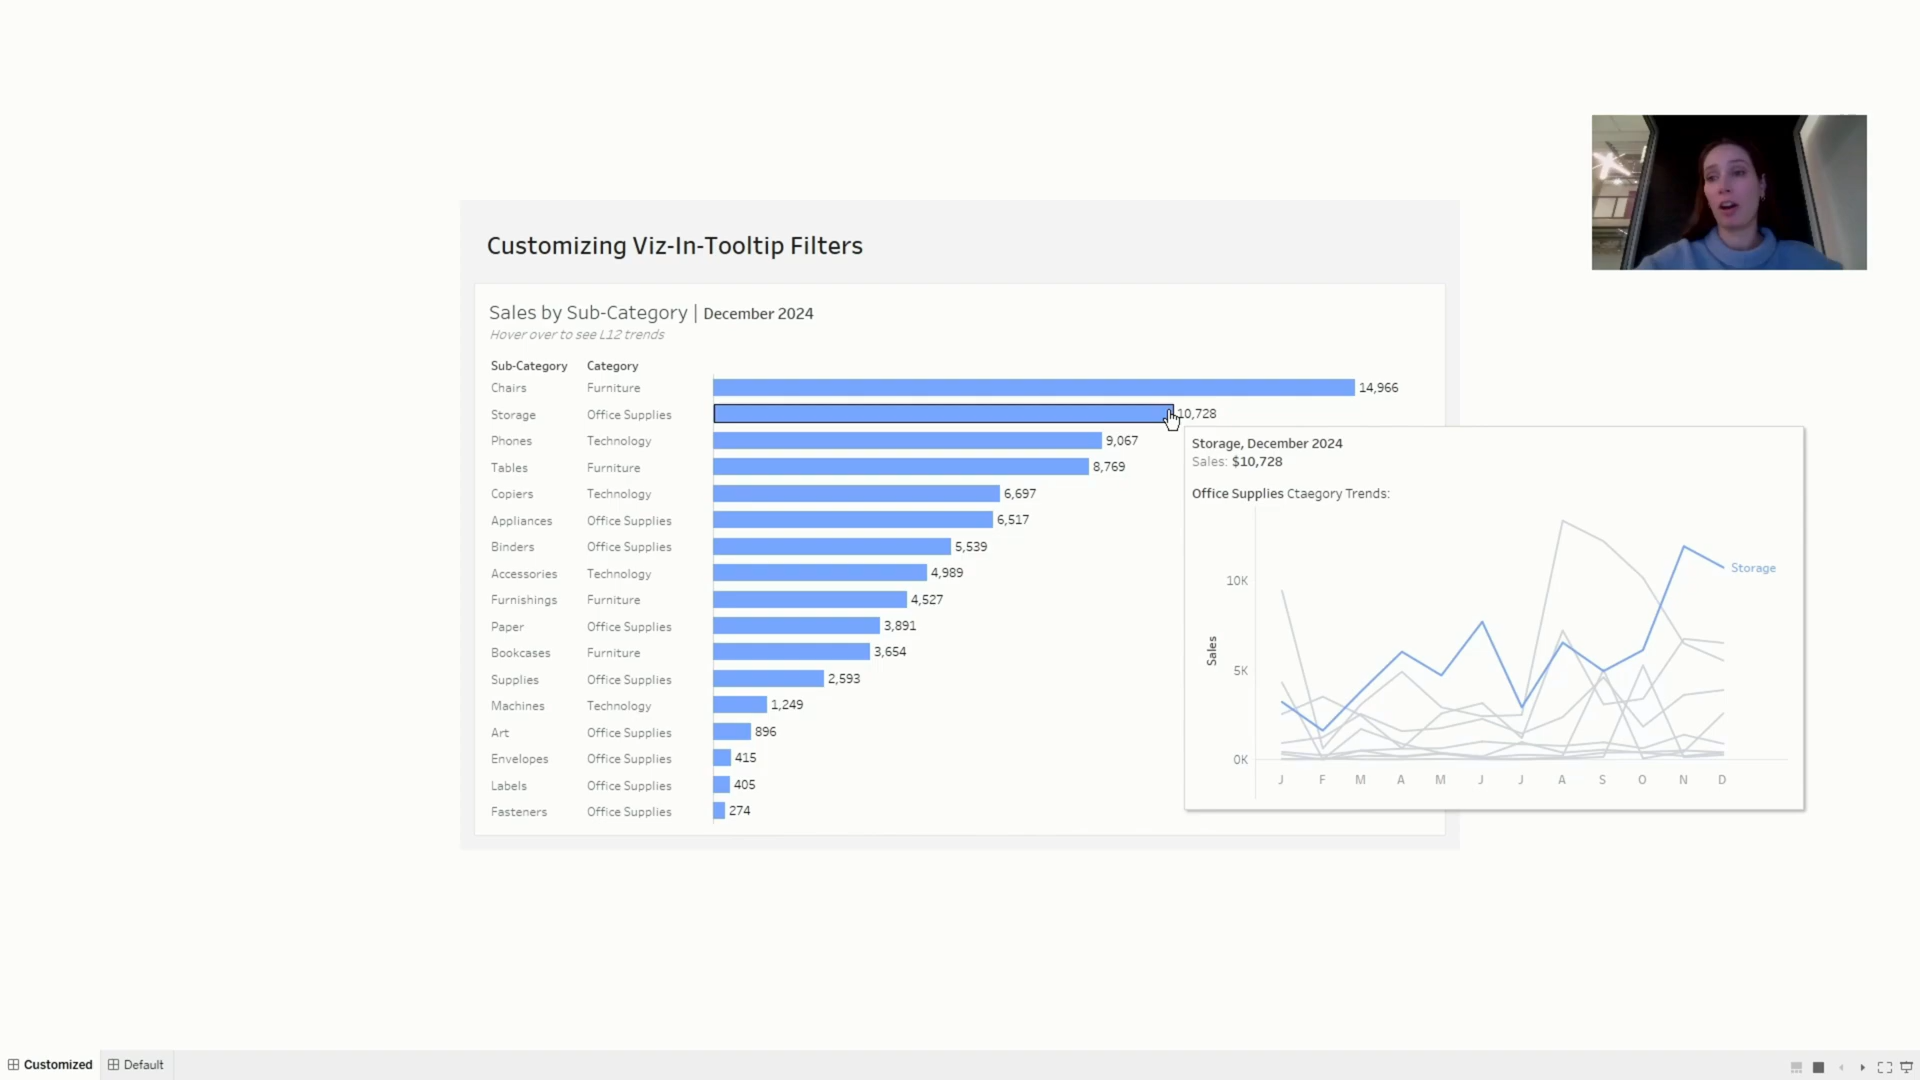 Customizing Viz-In-Tooltip Filters
Sales by Sub-Category | December 2024
Hover over to see L12 trends
Sub-Category Category
Chairs Furniture 14,966
Storage Office Supplies 10,728
Phones Technology 9,067
Tables Furniture 8,769
Copiers Technology 6,697
Appliances Office Supplies 6,517
Binders Office Supplies 5,539
Accessories Technology 4,989
Furnishings Furniture 4,527
Paper Office Supplies 3,891
Bookcases Furniture 3,654
Supplies Office Supplies 2,593
Machines Technology 1,249
Art Office Supplies 896
Envelopes Office Supplies 415
Labels Office Supplies 405
Fasteners Office Supplies 274
Storage, December 2024
Sales: $10,728
Office Supplies Ctaegory Trends:
Storage
10K
Sales
5K
0K
J F M A M J J A S O N D
Customized Default